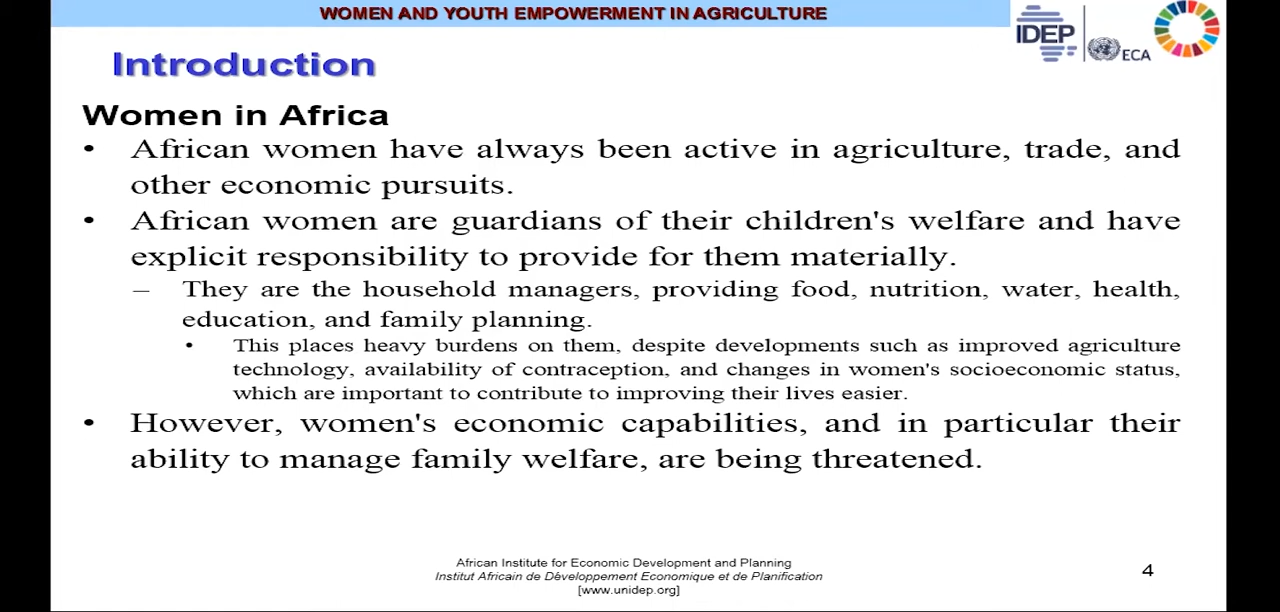 WOMEN AND YOUTH EMPOWERMENT IN AGRICULTURE
IDEP
ECA
Introduction
Women in Africa
• African women have always been active in agriculture, trade, and
other economic pursuits.
• African women are guardians of their children's welfare and have
explicit responsibility to provide for them materially.
– They are the household managers, providing food, nutrition, water, health,
education, and family planning.
• This places heavy burdens on them, despite developments such as improved agriculture
technology, availability of contraception, and changes in women's socioeconomic status,
which are important to contribute to improving their lives easier.
• However, women's economic capabilities, and in particular their
ability to manage family welfare, are being threatened.
African Institute for Economic Development and Planning
Institut Africain de Développement Economique et de Planification
[www.unidep.org]
4